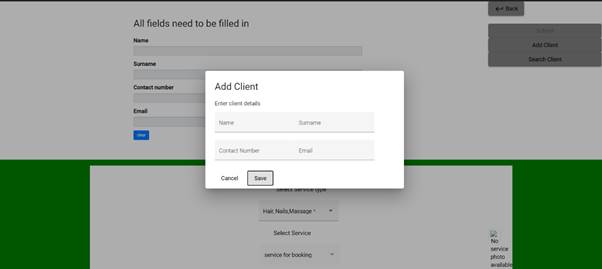 Back
All fields need to be filled in
Name
Surname
Contact number
Email
clear
Submit
Add Client
Search Client
Add Client
Enter client details
Name Surname
Contact Number Email
Cancel Save
Select Service type
Hair, Nails,Massage *
Select Service
service for booking
No
service
photo
available